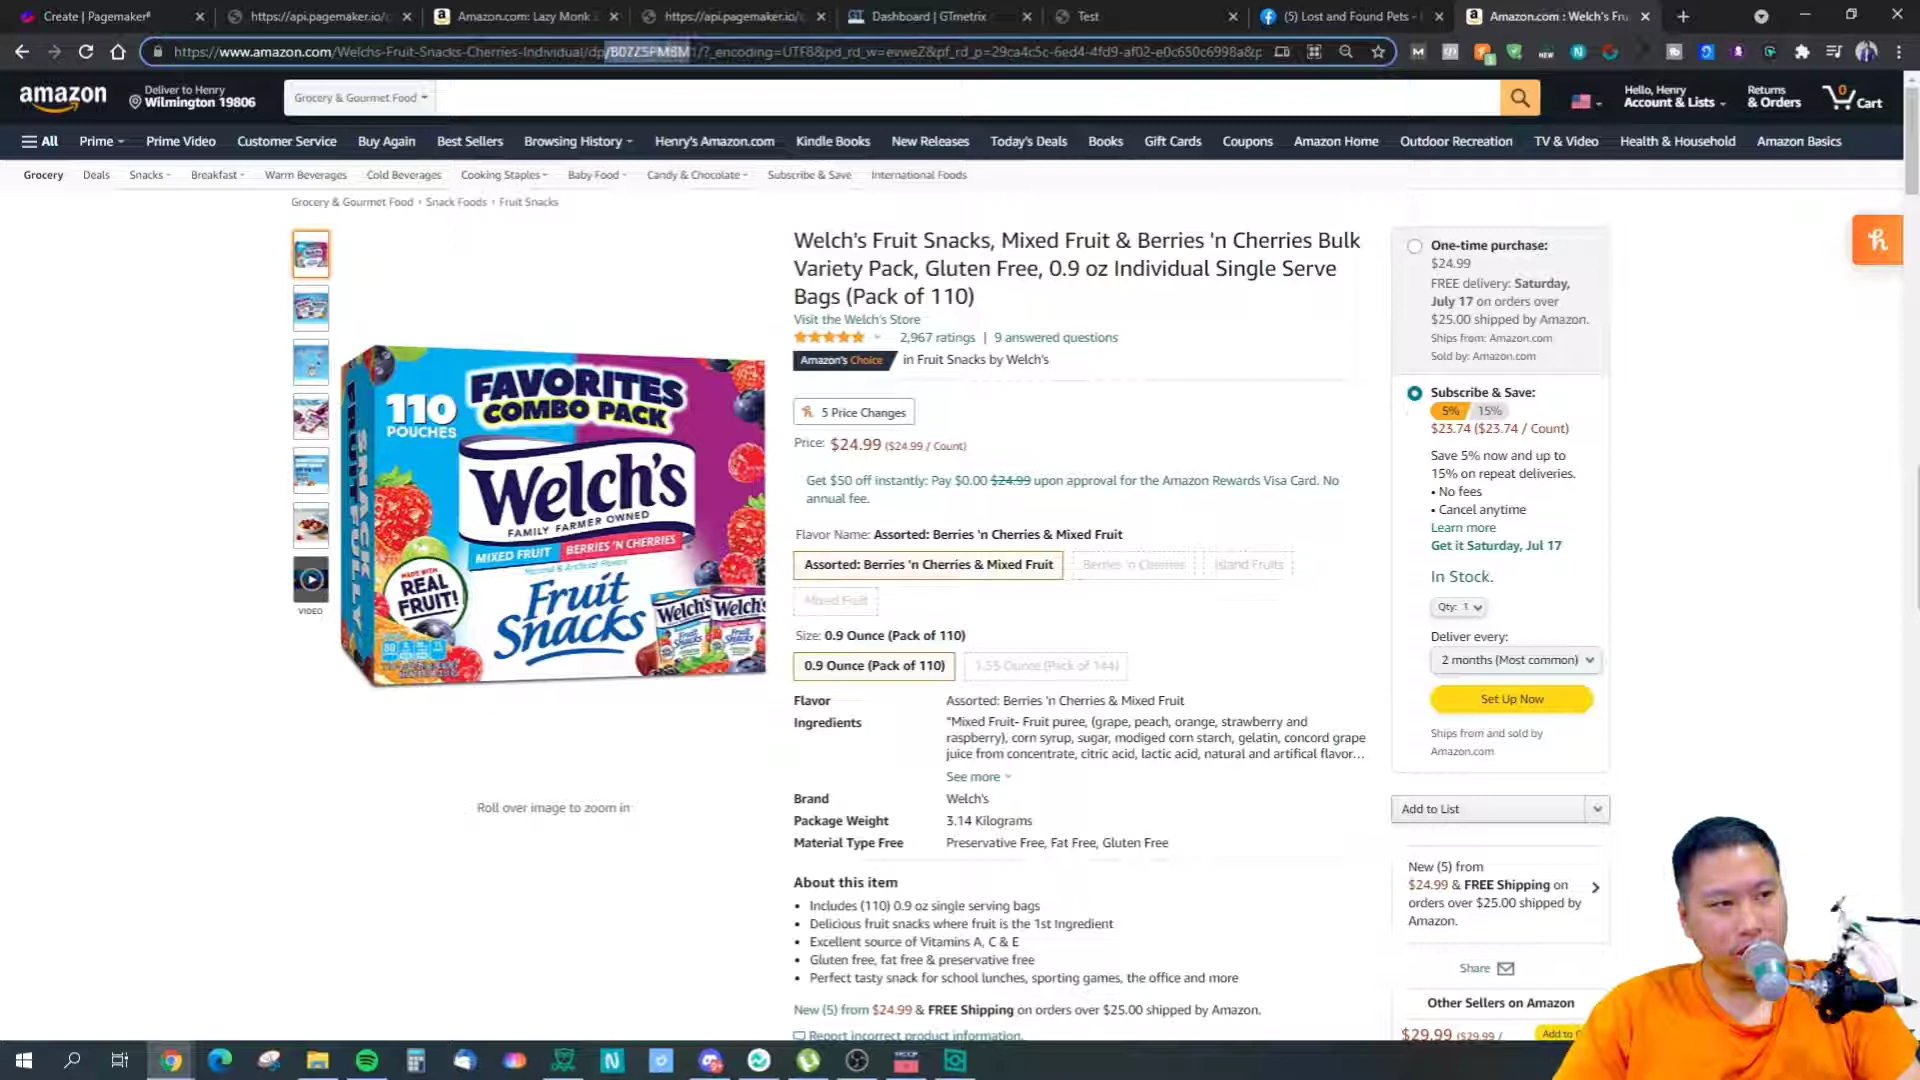 Create | Pagemaker®
https://api.pagemaker.io/c
Amazon.com: Lazy Monk
https://api.pagemaker.io/c
Dashboard | GTmetrix
Test
(5) Lost and Found Pets -
Amazon.com : Welch's Fru
amazon
Deliver to Henry
Wilmington 19806
Grocery & Gourmet Food
Hello, Henry
Account & Lists
Returns
& Orders
0
Cart
All
Prime
Prime Video
Customer Service
Buy Again
Best Sellers
Browsing History
Henry's Amazon.com
Kindle Books
New Releases
Today's Deals
Books
Gift Cards
Coupons
Amazon Home
Outdoor Recreation
TV & Video
Health & Household
Amazon Basics
Grocery
Deals
Snacks
Breakfast
Warm Beverages
Cold Beverages
Cooking Staples
Baby Food
Candy & Chocolate
Subscribe & Save
International Foods
Grocery & Gourmet Food › Snack Foods › Fruit Snacks
VIDEO
110
POUCHES
FAVORITES
COMBO PACK
Welch's
FAMILY FARMER OWNED
MIXED FRUIT
BERRIES 'N CHERRIES
Natural & Artificial Flavors
MADE WITH
REAL
FRUIT!
Fruit
Snacks
Roll over image to zoom in
Welch's Fruit Snacks, Mixed Fruit & Berries 'n Cherries Bulk
Variety Pack, Gluten Free, 0.9 oz Individual Single Serve
Bags (Pack of 110)
Visit the Welch's Store
2,967 ratings | 9 answered questions
Amazon's Choice in Fruit Snacks by Welch's
5 Price Changes
Price: $24.99 ($24.99 / Count)
Get $50 off instantly: Pay $0.00 $24.99 upon approval for the Amazon Rewards Visa Card. No
annual fee.
Flavor Name: Assorted: Berries 'n Cherries & Mixed Fruit
Assorted: Berries 'n Cherries & Mixed Fruit
Berries 'n Cherries
Island Fruits
Mixed Fruit
Size: 0.9 Ounce (Pack of 110)
0.9 Ounce (Pack of 110)
1.55 Ounce (Pack of 144)
Flavor Assorted: Berries 'n Cherries & Mixed Fruit
Ingredients "Mixed Fruit- Fruit puree, (grape, peach, orange, strawberry and
raspberry), corn syrup, sugar, modiged corn starch, gelatin, concord grape
juice from concentrate, citric acid, lactic acid, natural and artifical flavor…
See more
Brand Welch's
Package Weight 3.14 Kilograms
Material Type Free Preservative Free, Fat Free, Gluten Free
About this item
• Includes (110) 0.9 oz single serving bags
• Delicious fruit snacks where fruit is the 1st Ingredient
• Excellent source of Vitamins A, C & E
• Gluten free, fat free & preservative free
• Perfect tasty snack for school lunches, sporting games, the office and more
New (5) from $24.99 & FREE Shipping on orders over $25.00 shipped by Amazon.
Report incorrect product information.
One-time purchase:
$24.99
FREE delivery: Saturday,
July 17 on orders over
$25.00 shipped by Amazon.
Ships from: Amazon.com
Sold by: Amazon.com
Subscribe & Save:
5% 15%
$23.74 ($23.74 / Count)
Save 5% now and up to
15% on repeat deliveries.
• No fees
• Cancel anytime
Learn more
Get it Saturday, Jul 17
In Stock.
Qty: 1
Deliver every:
2 months (Most common)
Set Up Now
Ships from and sold by
Amazon.com
Add to List
New (5) from
$24.99 & FREE Shipping on
orders over $25.00 shipped by
Amazon.
Share
Other Sellers on Amazon
$29.99 ($29.99 /
Add to